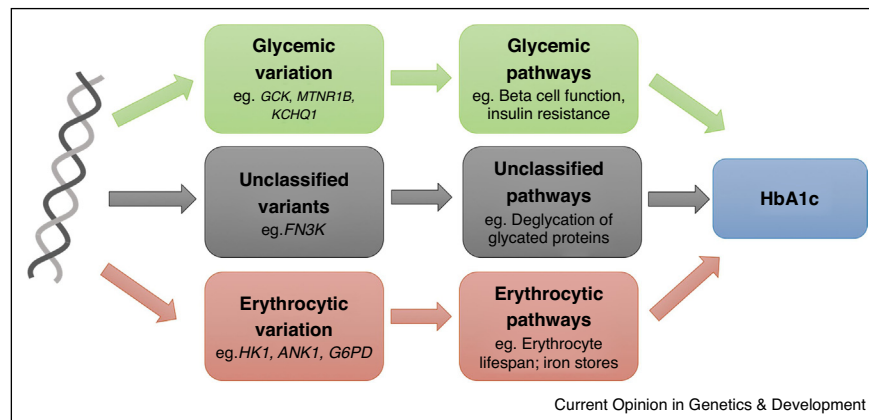 Glycemic
variation
eg. GCK, MTNR1B,
KCHQ1
Glycemic
pathways
eg. Beta cell function,
insulin resistance
Unclassified
variants
eg.FN3K
Unclassified
pathways
eg. Deglycation of
glycated proteins
HbA1c
Erythrocytic
variation
eg.HK1, ANK1, G6PD
Erythrocytic
pathways
eg. Erythrocyte
lifespan; iron stores
Current Opinion in Genetics & Development